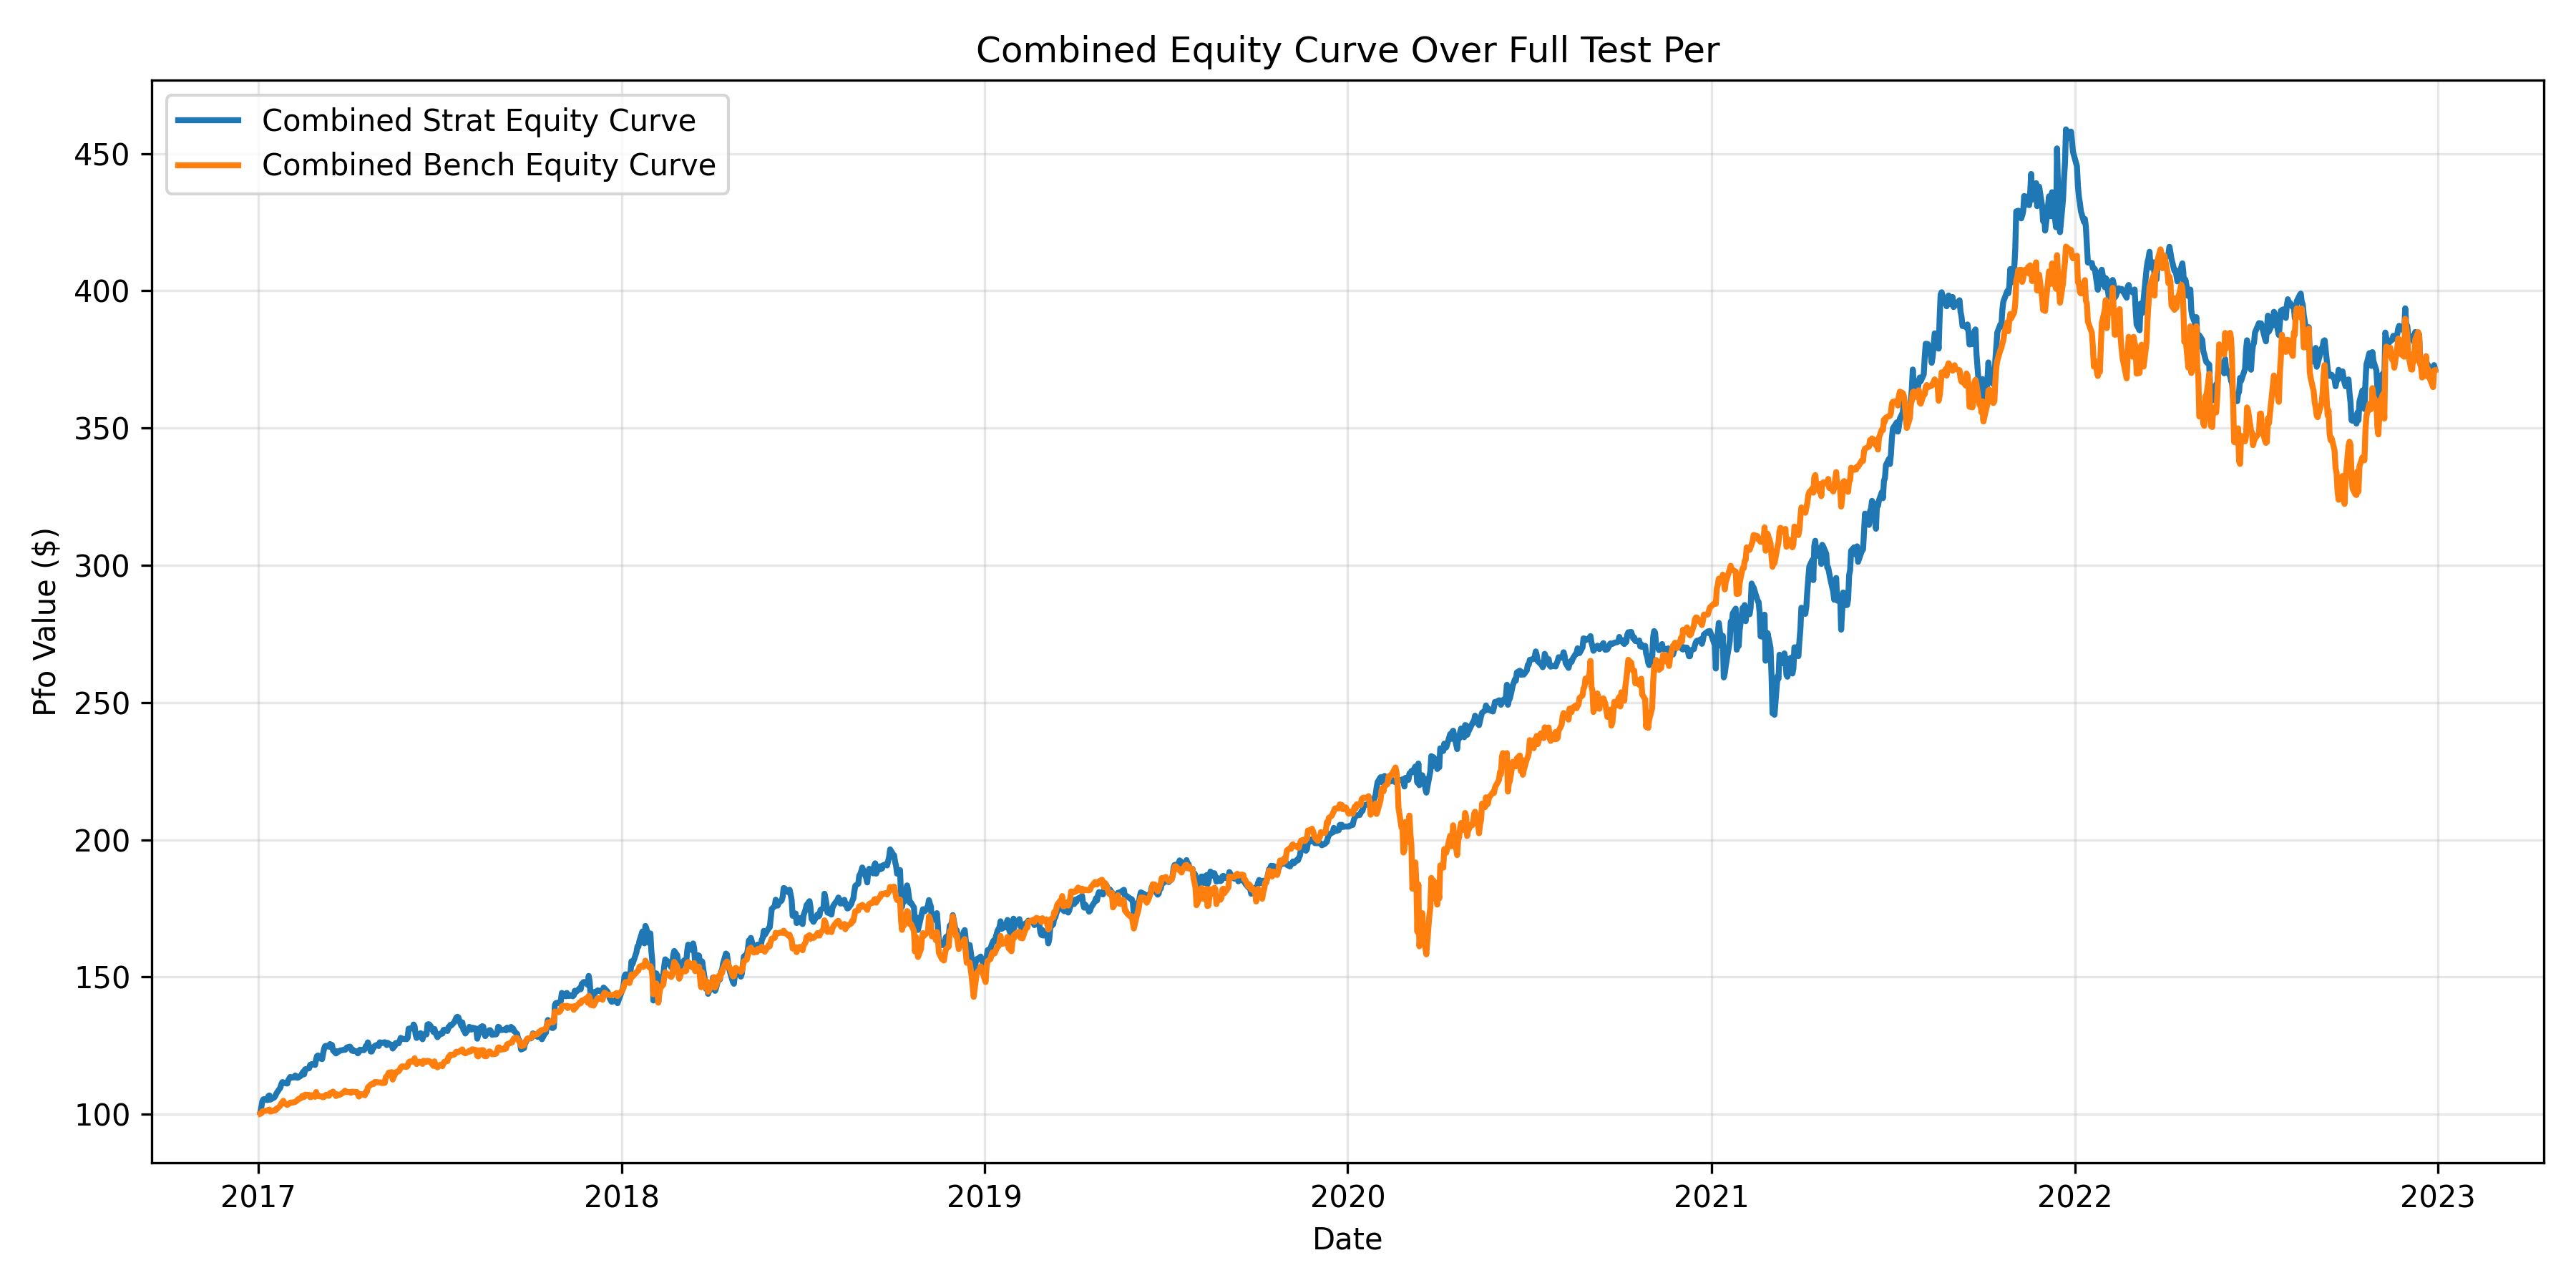 Combined Equity Curve Over Full Test Per
Combined Strat Equity Curve
Combined Bench Equity Curve
450
400
350
300
250
200
150
100
Pfo Value ($)
2017 2018 2019 2020 2021 2022 2023
Date